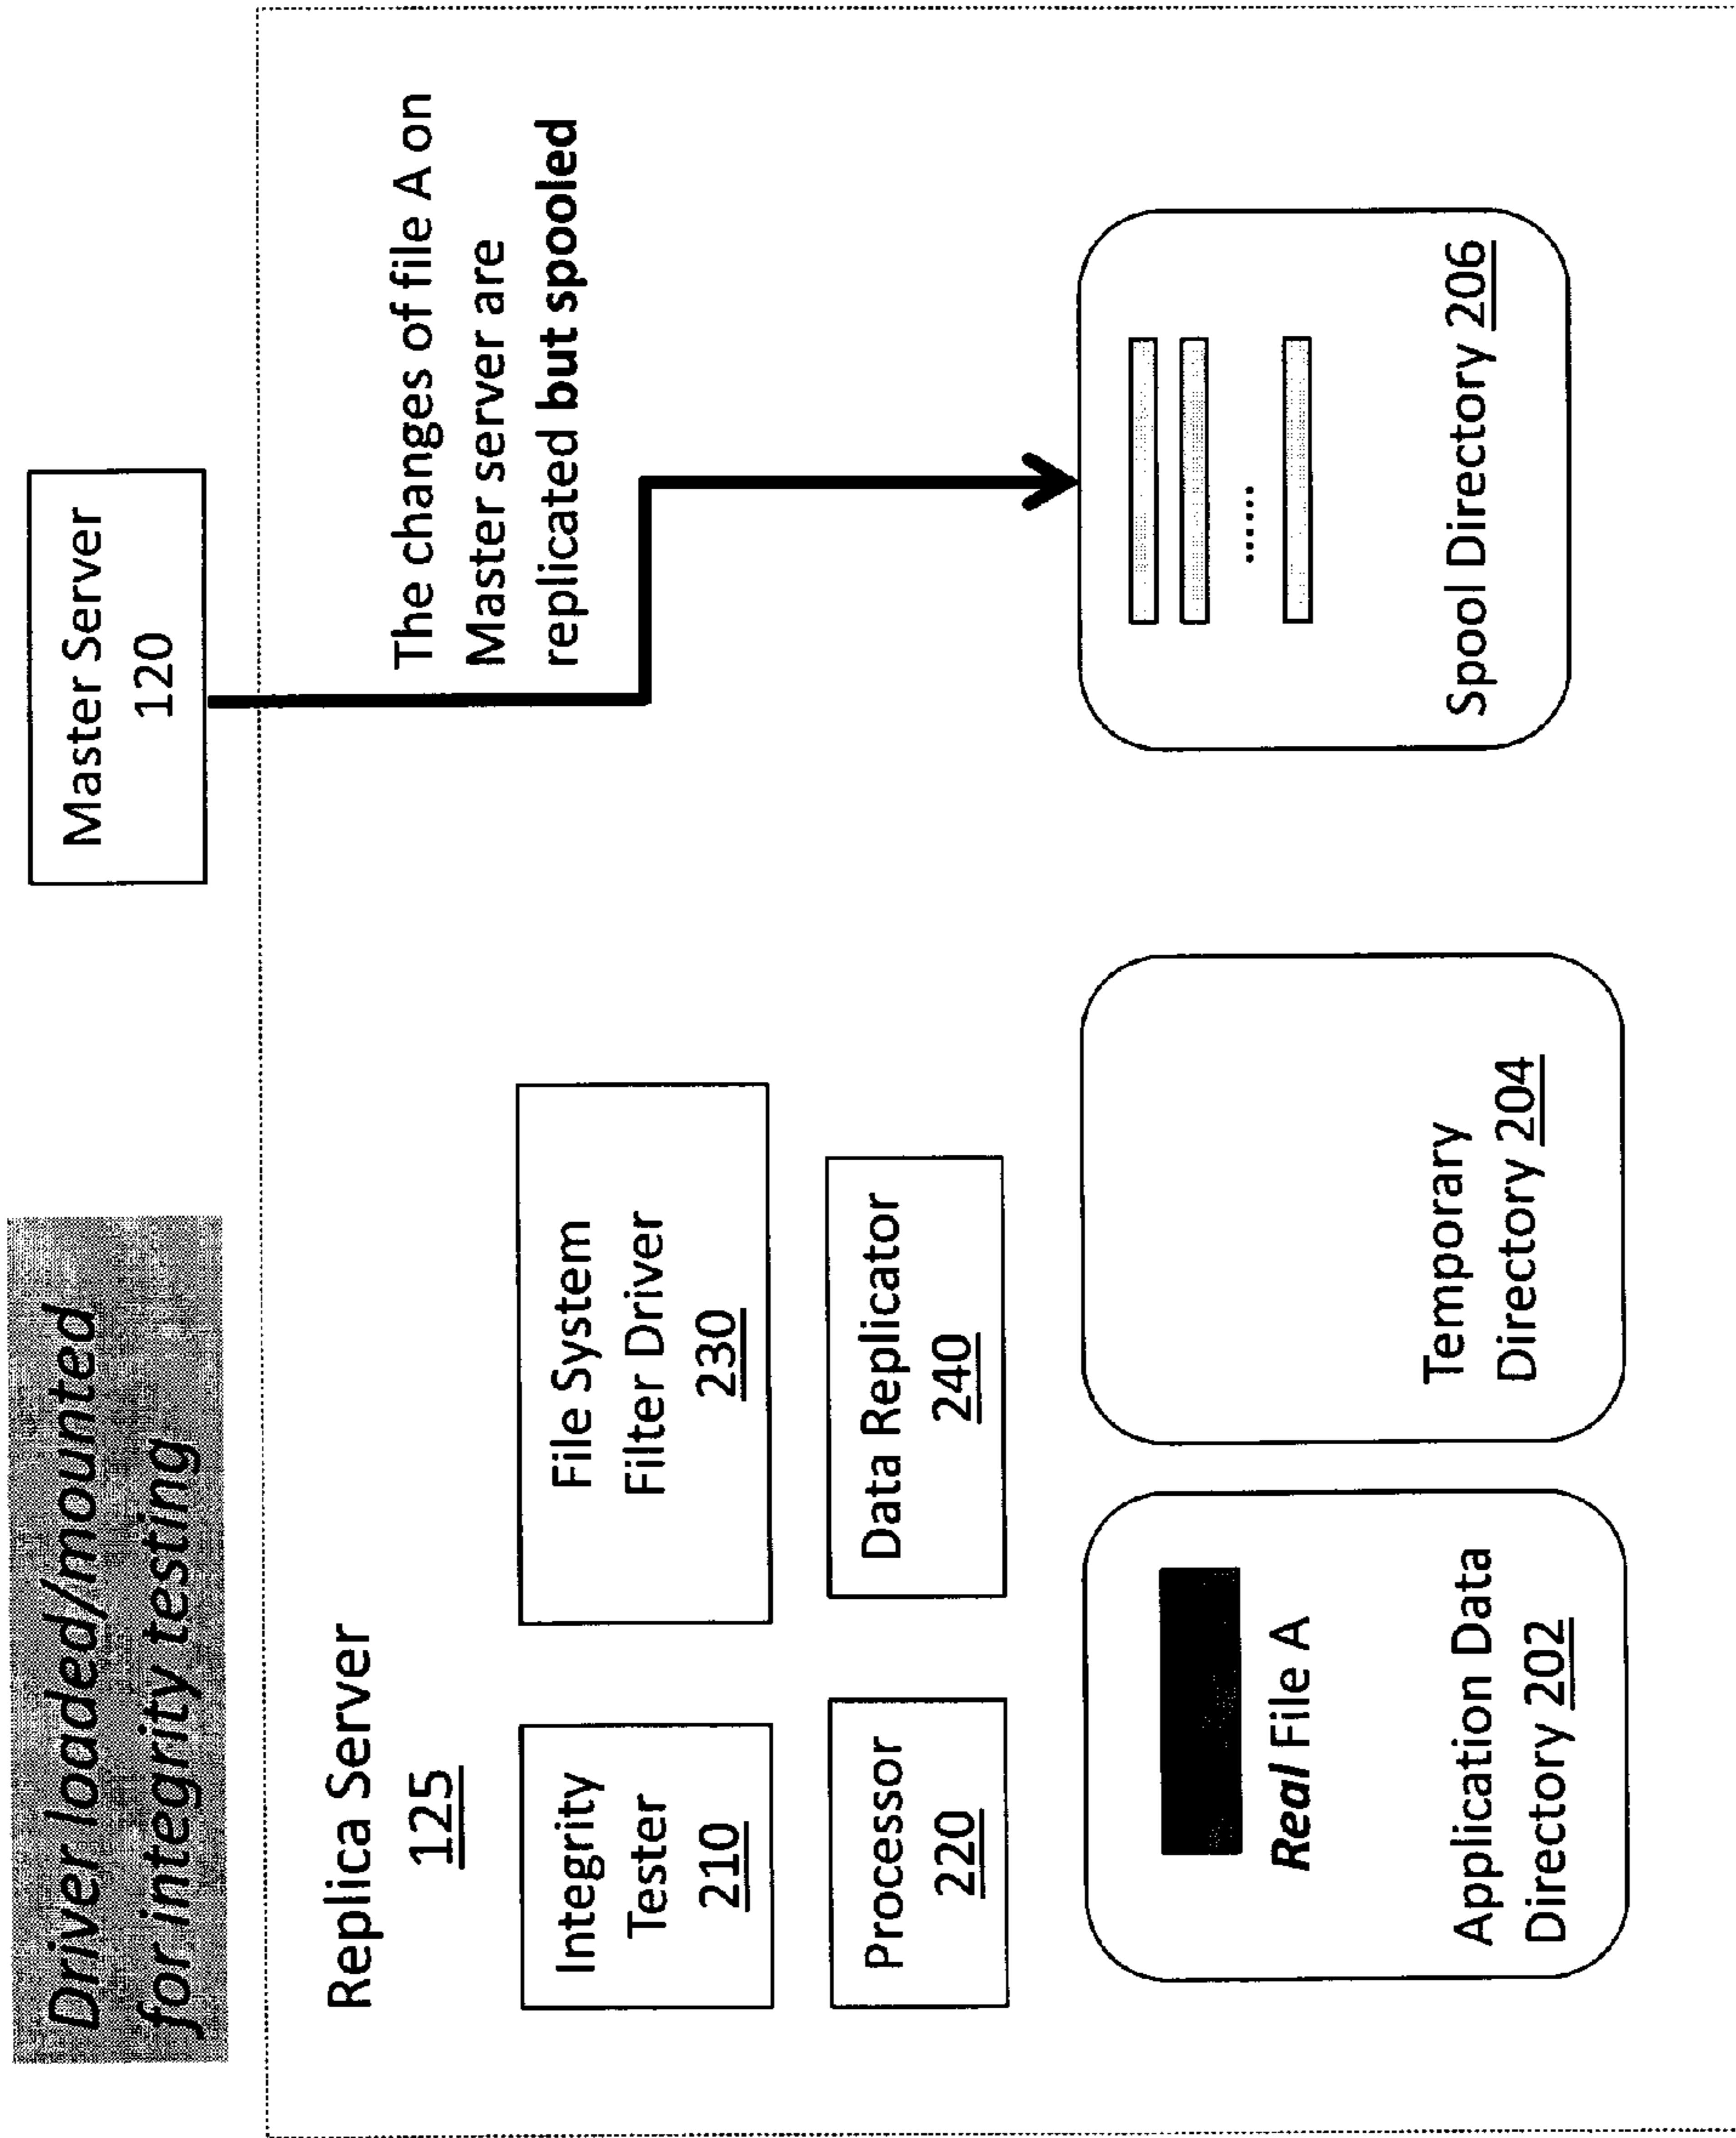 Driver loaded/mounted
for integrity testing
Master Server
120
Replica Server
125
The changes of file A on
Master server are
replicated but spooled
Integrity
Tester
210
File System
Filter Driver
230
Processor
220
Data Replicator
240
Real File A
Application Data
Directory 202
Temporary
Directory 204
......
Spool Directory 206